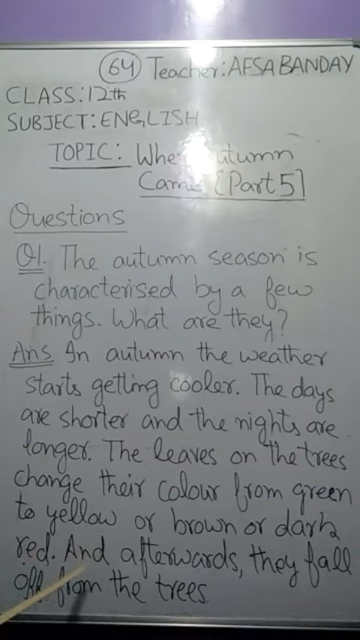 64 Teacher: AFSA BANDAY
CLASS: 12th
SUBJECT: ENGLISH
TOPIC: When Autumn
Came [Part 5]
Questions
Q1. The autumn season is
characterised by a few
things. What are they?
Ans In autumn the weather
starts getting cooler. The days
are shorter and the nights are
longer. The leaves on the trees
change their colour from green
to yellow or brown or dark
red. And afterwards, they fall
off from the trees.